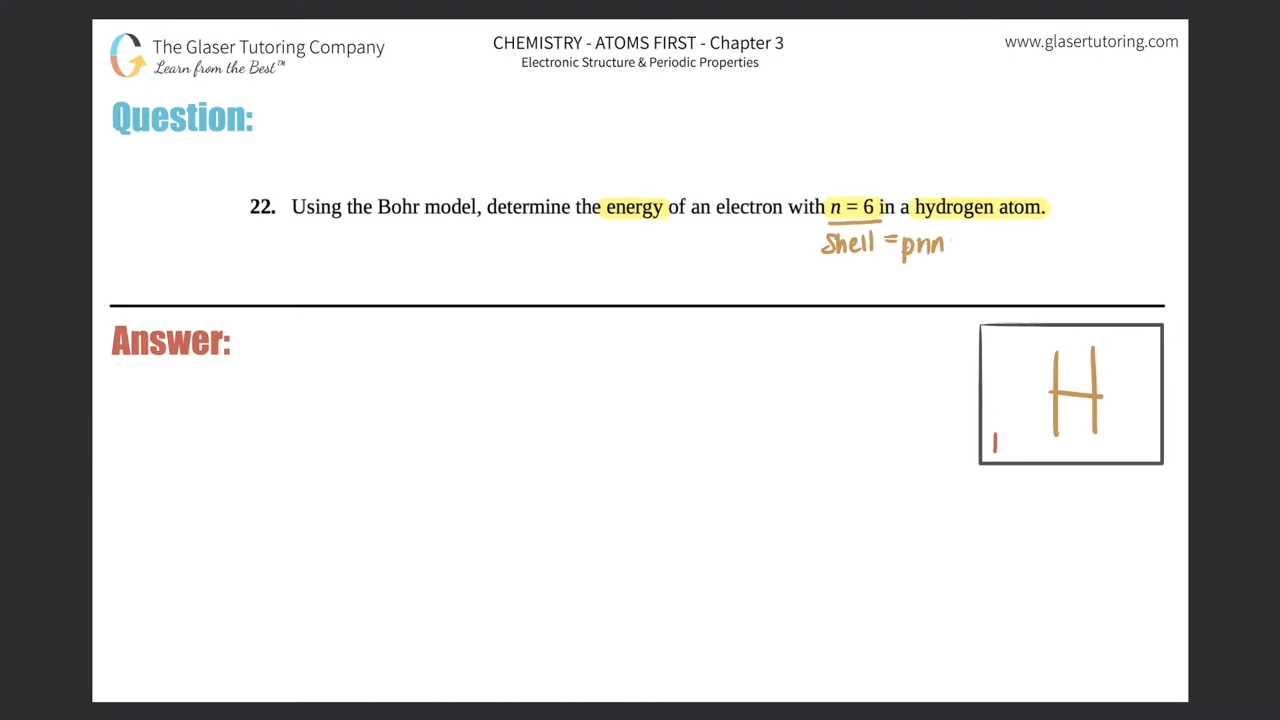 The Glaser Tutoring Company
Learn from the Best™
CHEMISTRY - ATOMS FIRST - Chapter 3
Electronic Structure & Periodic Properties
www.glasertutoring.com
Question:
22. Using the Bohr model, determine the energy of an electron with n = 6 in a hydrogen atom.
shell = pnn
Answer:
H
1